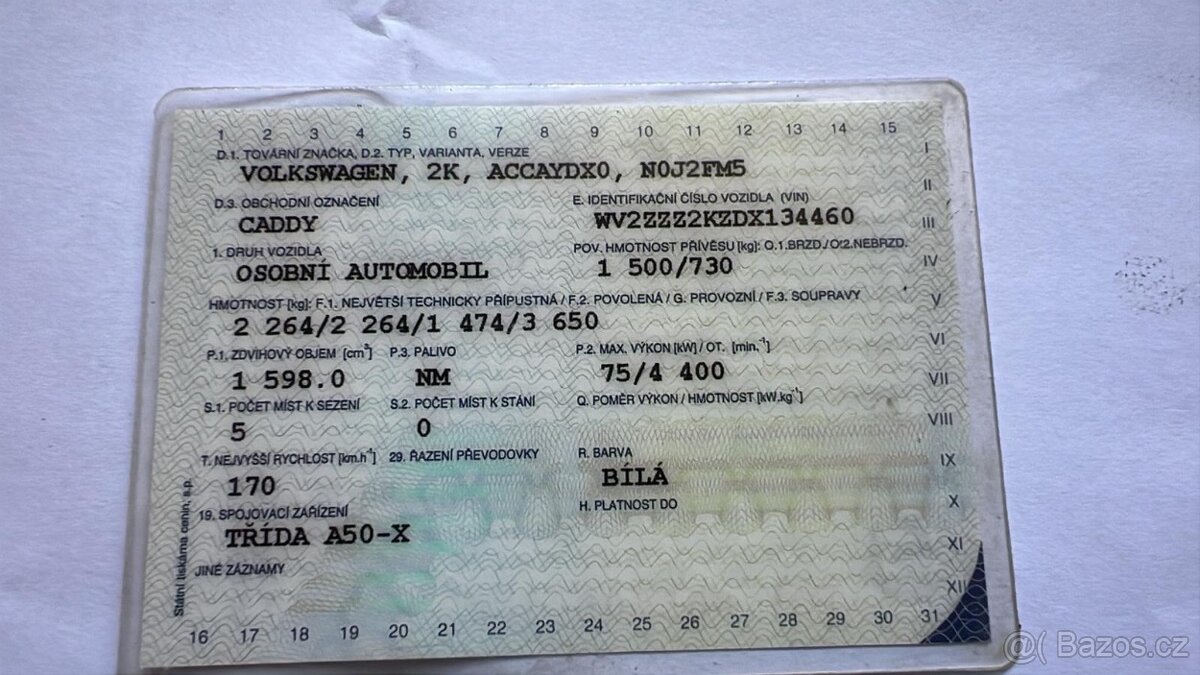 1 2 3 4 5 6 7 8 9 10 11 12 13 14 15
D.1. TOVÁRNÍ ZNAČKA, D.2. TYP, VARIANTA, VERZE
VOLKSWAGEN, 2K, ACCAYDX0, N0J2FM5
I
II
D.3. OBCHODNÍ OZNAČENÍ
E. IDENTIFIKAČNÍ ČÍSLO VOZIDLA (VIN)
CADDY
WV2ZZZ2KZDX134460
III
1. DRUH VOZIDLA
POV. HMOTNOST PŘÍVĚSU [kg]: O.1.BRZD./O.2.NEBRZD.
OSOBNÍ AUTOMOBIL
1 500/730
IV
HMOTNOST [kg]: F.1. NEJVĚTŠÍ TECHNICKY PŘÍPUSTNÁ / F.2. POVOLENÁ / G. PROVOZNÍ / F.3. SOUPRAVY
V
2 264/2 264/1 474/3 650
P.1. ZDVIHOVÝ OBJEM [cm³]
P.3. PALIVO
P.2. MAX. VÝKON [kW] / OT. [min.⁻¹]
VI
1 598.0
NM
75/4 400
VII
S.1. POČET MÍST K SEZENÍ
S.2. POČET MÍST K STÁNÍ
Q. POMĚR VÝKON / HMOTNOST [kW.kg⁻¹]
5
0
VIII
T. NEJVYŠŠÍ RYCHLOST [km.h⁻¹]
29. ŘAZENÍ PŘEVODOVKY
R. BARVA
IX
170
BÍLÁ
19. SPOJOVACÍ ZAŘÍZENÍ
H. PLATNOST DO
X
TŘÍDA A50-X
XI
JINÉ ZÁZNAMY
XII
Státní tiskárna cenin, s.p.
16 17 18 19 20 21 22 23 24 25 26 27 28 29 30 31
@( Bazos.cz